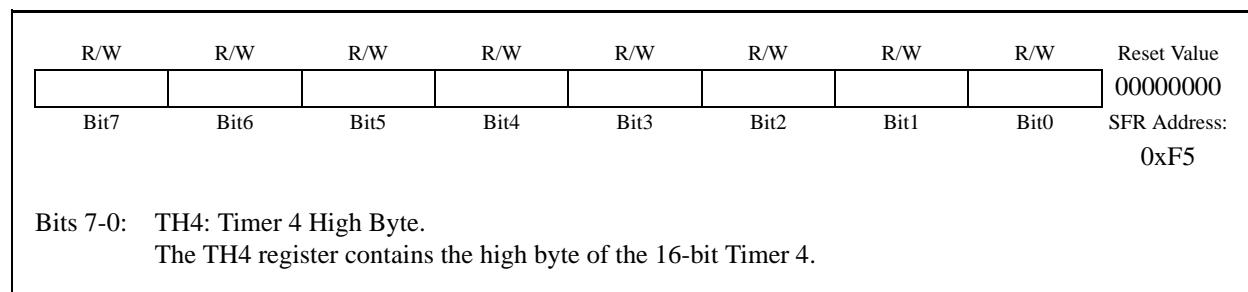 R/W R/W R/W R/W R/W R/W R/W R/W Reset Value
00000000
Bit7 Bit6 Bit5 Bit4 Bit3 Bit2 Bit1 Bit0 SFR Address:
0xF5
Bits 7-0: TH4: Timer 4 High Byte.
The TH4 register contains the high byte of the 16-bit Timer 4.